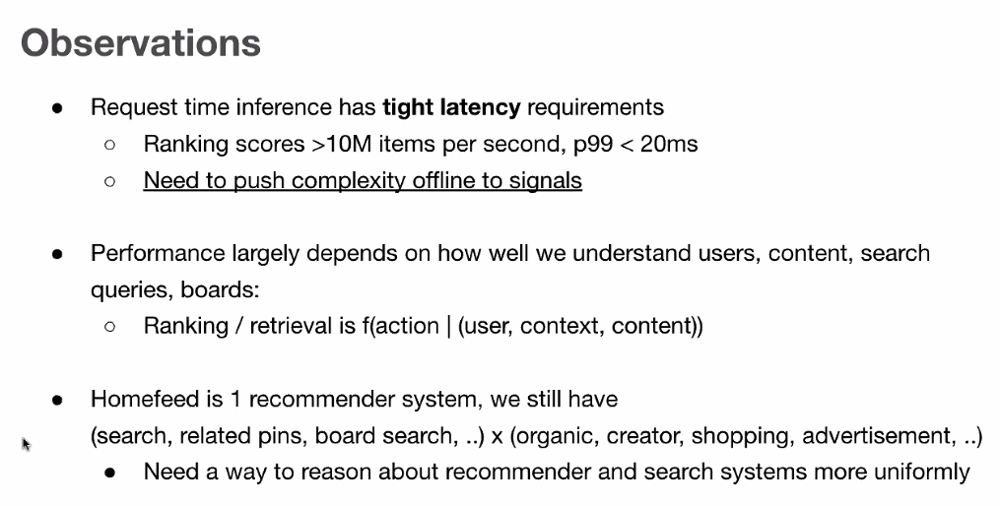 Observations
● Request time inference has tight latency requirements
○ Ranking scores >10M items per second, p99 < 20ms
○ Need to push complexity offline to signals
● Performance largely depends on how well we understand users, content, search
queries, boards:
○ Ranking / retrieval is f(action | (user, context, content))
● Homefeed is 1 recommender system, we still have
(search, related pins, board search, ..) x (organic, creator, shopping, advertisement, ..)
● Need a way to reason about recommender and search systems more uniformly